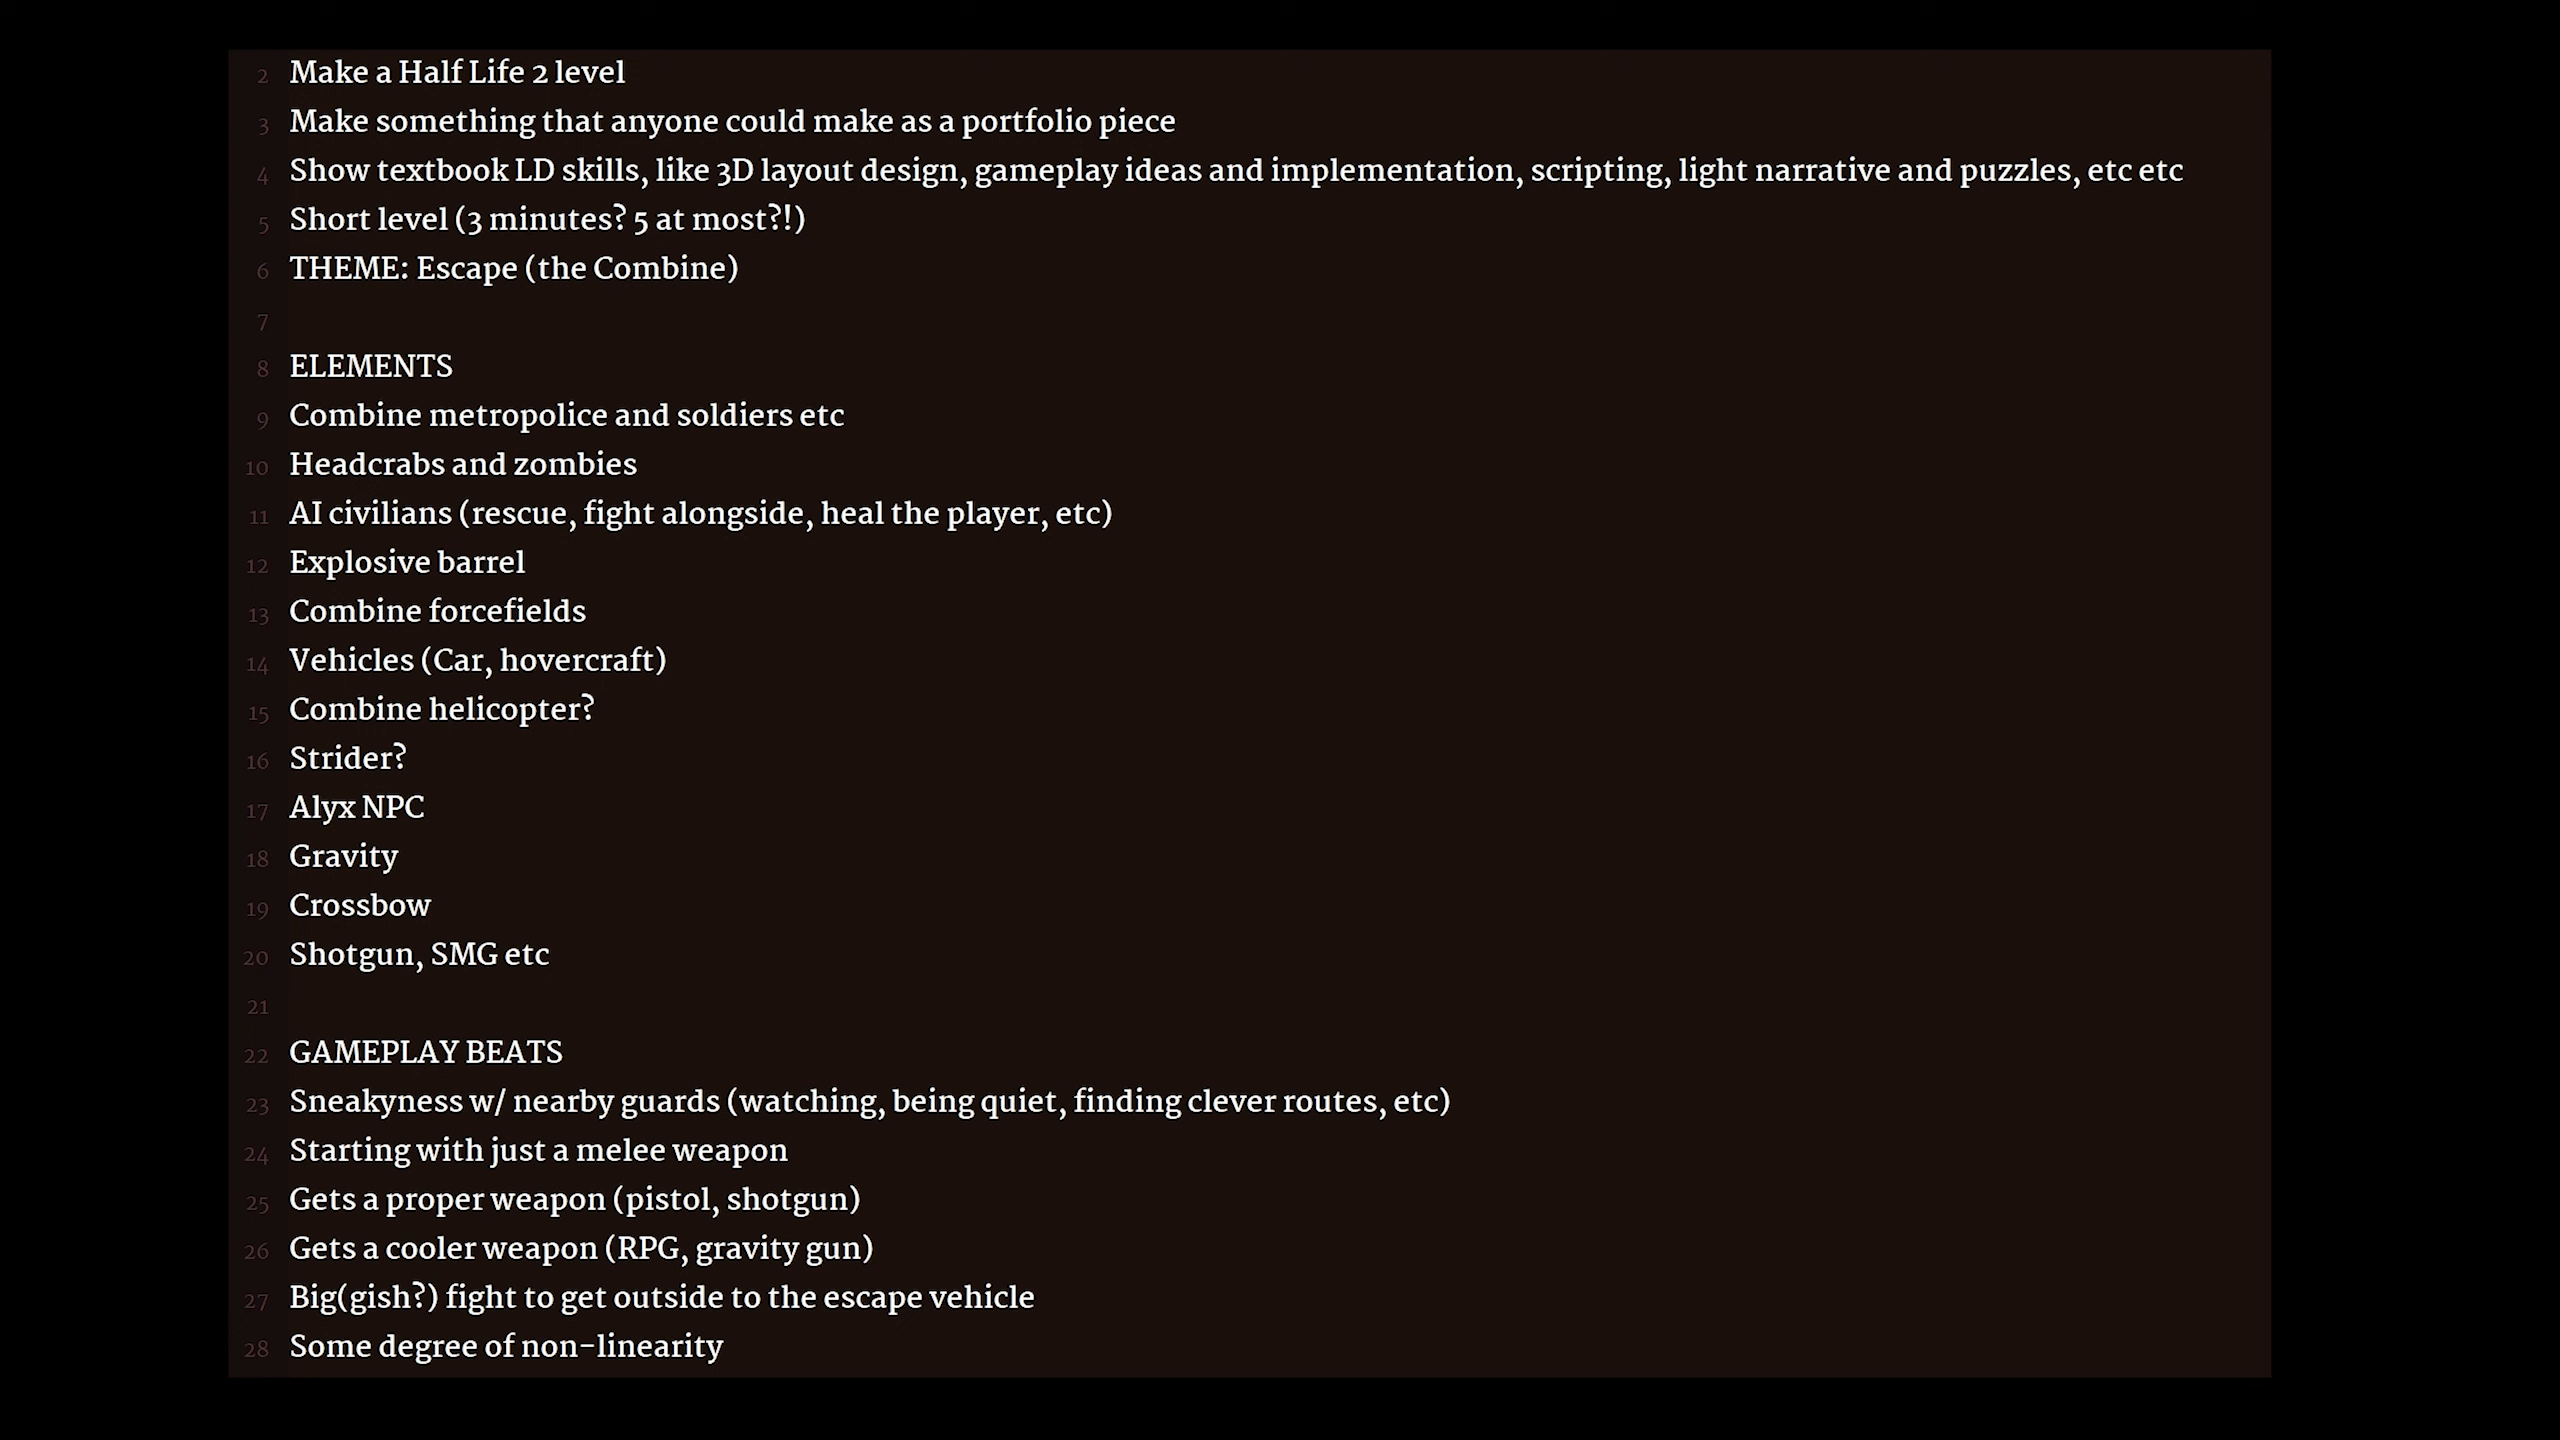 2 Make a Half Life 2 level
3 Make something that anyone could make as a portfolio piece
4 Show textbook LD skills, like 3D layout design, gameplay ideas and implementation, scripting, light narrative and puzzles, etc etc
5 Short level (3 minutes? 5 at most?!)
6 THEME: Escape (the Combine)
7
8 ELEMENTS
9 Combine metropolice and soldiers etc
10 Headcrabs and zombies
11 AI civilians (rescue, fight alongside, heal the player, etc)
12 Explosive barrel
13 Combine forcefields
14 Vehicles (Car, hovercraft)
15 Combine helicopter?
16 Strider?
17 Alyx NPC
18 Gravity
19 Crossbow
20 Shotgun, SMG etc
21
22 GAMEPLAY BEATS
23 Sneakyness w/ nearby guards (watching, being quiet, finding clever routes, etc)
24 Starting with just a melee weapon
25 Gets a proper weapon (pistol, shotgun)
26 Gets a cooler weapon (RPG, gravity gun)
27 Big(gish?) fight to get outside to the escape vehicle
28 Some degree of non-linearity